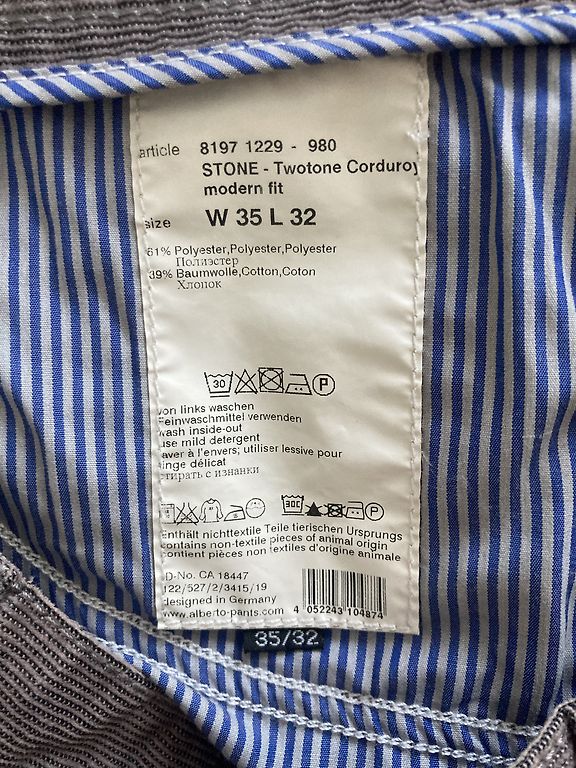 article 8197 1229 - 980
STONE - Twotone Corduroy
modern fit
size W 35 L 32
61% Polyester,Polyester,Polyester
Полиэстер
39% Baumwolle,Cotton,Coton
Хлопок
30 P
von links waschen
Feinwaschmittel verwenden
wash inside-out
use mild detergent
laver à l'envers; utiliser lessive pour
linge délicat
стирать с изнанки
30C P
Enthält nichttextile Teile tierischen Ursprungs
contains non-textile pieces of animal origin
contient pièces non textiles d'origine animale
ID-No. CA 18447
122/527/2/3415/19
designed in Germany
www.alberto-pants.com 4 052243 104874
35/32